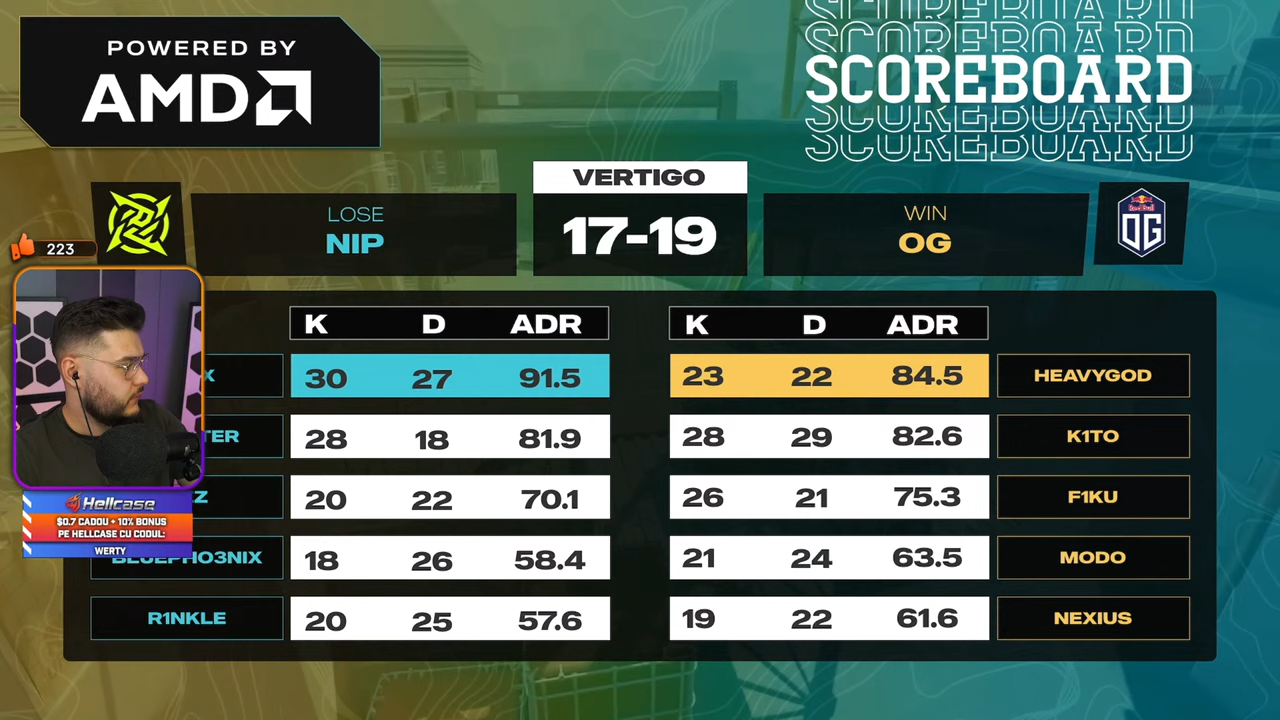 POWERED BY
AMD
SCOREBOARD
SCOREBOARD
SCOREBOARD
SCOREBOARD
SCOREBOARD
VERTIGO
LOSE
NIP
17-19
WIN
OG
Red Bull
OG
223
K D ADR
K D ADR
X 30 27 91.5
23 22 84.5 HEAVYGOD
TER 28 18 81.9
28 29 82.6 K1TO
Z 20 22 70.1
26 21 75.3 F1KU
BLUEPHO3NIX 18 26 58.4
21 24 63.5 MODO
R1NKLE 20 25 57.6
19 22 61.6 NEXIUS
Hellcase
$0.7 CADOU + 10% BONUS
PE HELLCASE CU CODUL:
WERTY